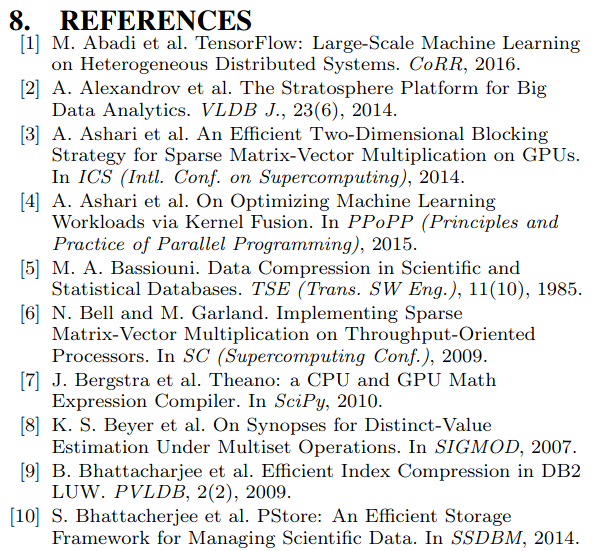 8. REFERENCES
[1] M. Abadi et al. TensorFlow: Large-Scale Machine Learning
on Heterogeneous Distributed Systems. CoRR, 2016.
[2] A. Alexandrov et al. The Stratosphere Platform for Big
Data Analytics. VLDB J., 23(6), 2014.
[3] A. Ashari et al. An Efficient Two-Dimensional Blocking
Strategy for Sparse Matrix-Vector Multiplication on GPUs.
In ICS (Intl. Conf. on Supercomputing), 2014.
[4] A. Ashari et al. On Optimizing Machine Learning
Workloads via Kernel Fusion. In PPoPP (Principles and
Practice of Parallel Programming), 2015.
[5] M. A. Bassiouni. Data Compression in Scientific and
Statistical Databases. TSE (Trans. SW Eng.), 11(10), 1985.
[6] N. Bell and M. Garland. Implementing Sparse
Matrix-Vector Multiplication on Throughput-Oriented
Processors. In SC (Supercomputing Conf.), 2009.
[7] J. Bergstra et al. Theano: a CPU and GPU Math
Expression Compiler. In SciPy, 2010.
[8] K. S. Beyer et al. On Synopses for Distinct-Value
Estimation Under Multiset Operations. In SIGMOD, 2007.
[9] B. Bhattacharjee et al. Efficient Index Compression in DB2
LUW. PVLDB, 2(2), 2009.
[10] S. Bhattacherjee et al. PStore: An Efficient Storage
Framework for Managing Scientific Data. In SSDBM, 2014.